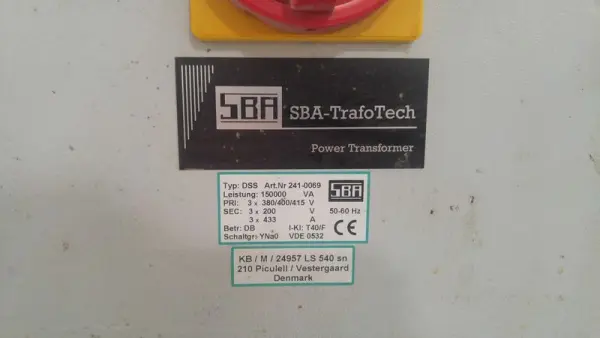 SBA
SBA-TrafoTech
Power Transformer
Typ: DSS Art.Nr 241-0069
Leistung: 150000 VA
PRI: 3 x 380/400/415 V
SEC: 3 x 200 V
3 x 433 A
Betr: DB I-Kl: T40/F
Schaltgr: YNa0 VDE 0532
SBA
50-60 Hz
CE
KB / M / 24957 LS 540 sn
210 Piculell / Vestergaard
Denmark